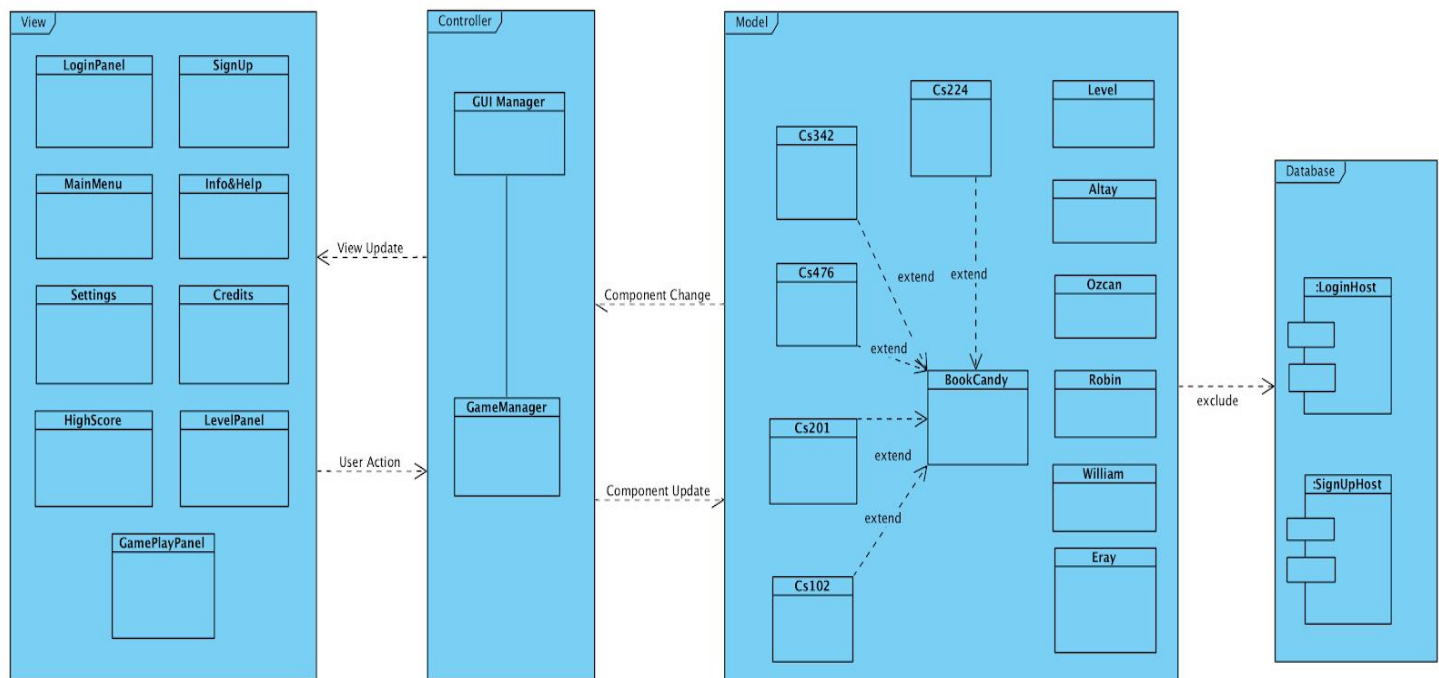 View
LoginPanel
SignUp
MainMenu
Info&Help
Settings
Credits
HighScore
LevelPanel
GamePlayPanel
View Update
User Action
Controller
GUI Manager
GameManager
Component Change
Component Update
Model
Cs224
Level
Cs342
Altay
extend
extend
Cs476
Ozcan
extend
BookCandy
Robin
Cs201
extend
William
extend
Eray
Cs102
exclude
Database
:LoginHost
:SignUpHost